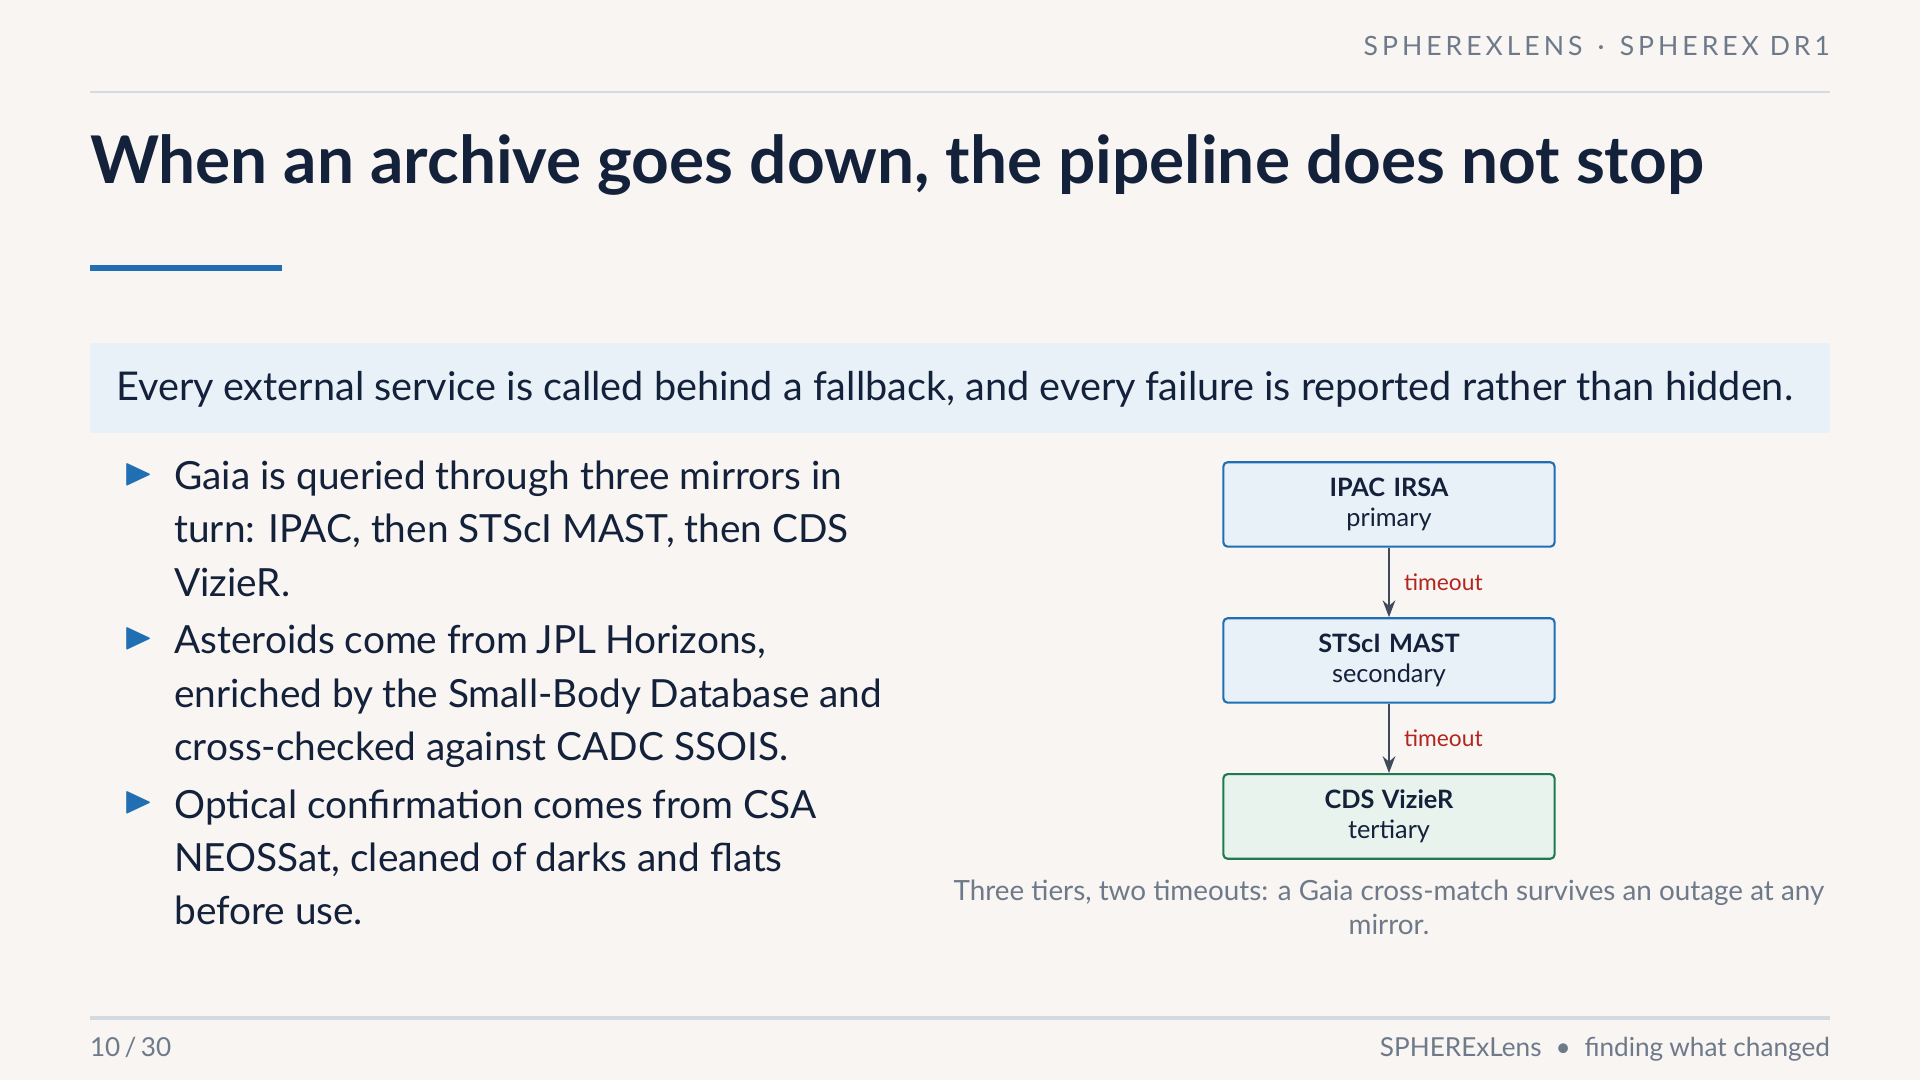 SPHEREXLENS · SPHEREX DR1
When an archive goes down, the pipeline does not stop
Every external service is called behind a fallback, and every failure is reported rather than hidden.
Gaia is queried through three mirrors in
turn: IPAC, then STScI MAST, then CDS
VizieR.
Asteroids come from JPL Horizons,
enriched by the Small-Body Database and
cross-checked against CADC SSOIS.
Optical confirmation comes from CSA
NEOSSat, cleaned of darks and flats
before use.
IPAC IRSA
primary
timeout
STScI MAST
secondary
timeout
CDS VizieR
tertiary
Three tiers, two timeouts: a Gaia cross-match survives an outage at any
mirror.
10 / 30
SPHERExLens • finding what changed